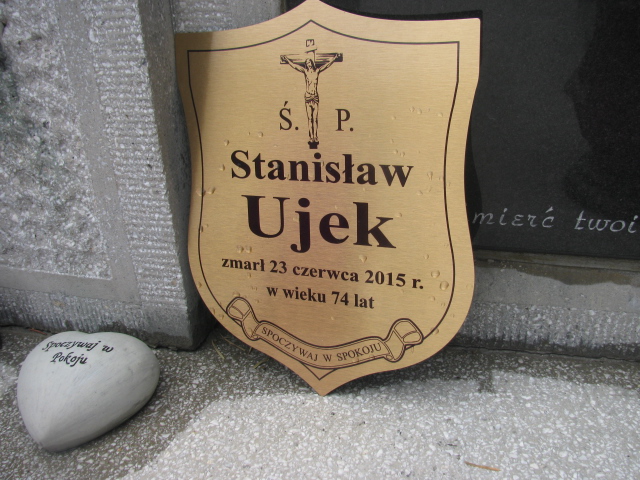 Ś. P.
Stanisław
Ujek
zmarł 23 czerwca 2015 r.
w wieku 74 lat
SPOCZYWAJ W SPOKOJU
Spoczywaj w
Pokoju
mierć twoi